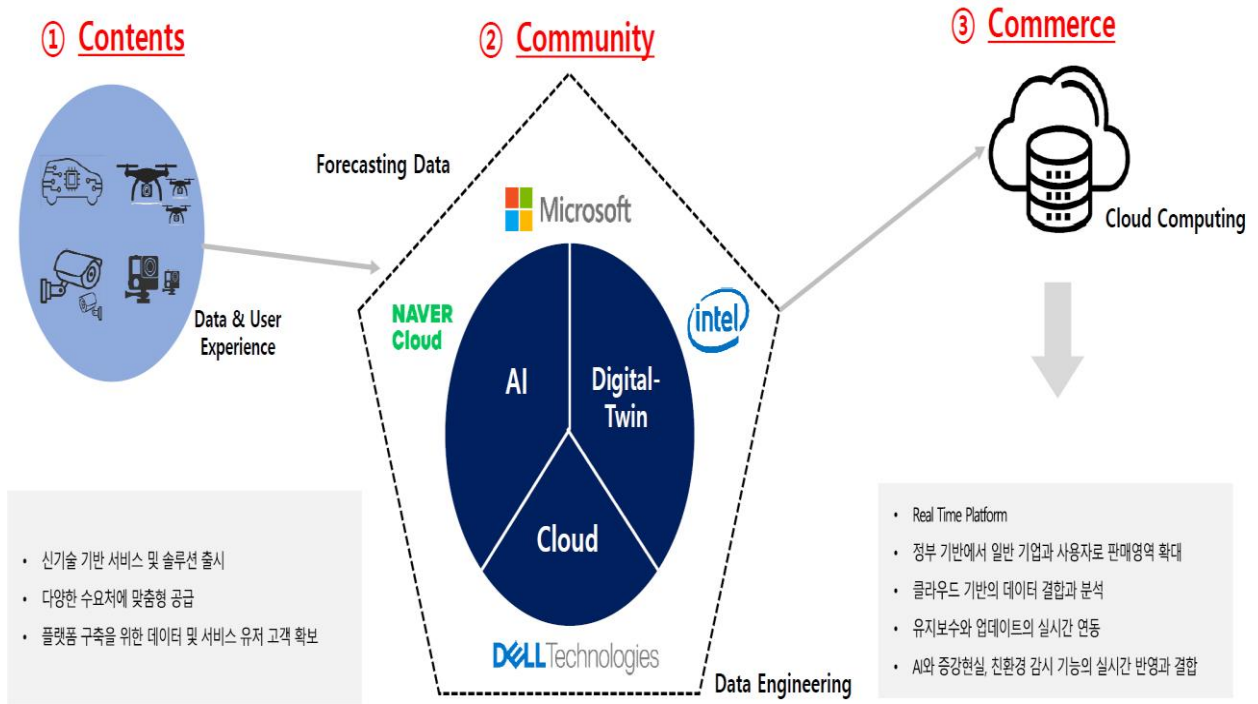 ① Contents
② Community
③ Commerce
Forecasting Data
Microsoft
Cloud Computing
NAVER
Cloud
intel
Data & User
Experience
AI
Digital-
Twin
Cloud
DELL Technologies
Data Engineering
• 신기술 기반 서비스 및 솔루션 출시
• 다양한 수요처에 맞춤형 공급
• 플랫폼 구축을 위한 데이터 및 서비스 유저 고객 확보
• Real Time Platform
• 정부 기반에서 일반 기업과 사용자로 판매영역 확대
• 클라우드 기반의 데이터 결합과 분석
• 유지보수와 업데이트의 실시간 연동
• AI와 증강현실, 친환경 감시 기능의 실시간 반영과 결합